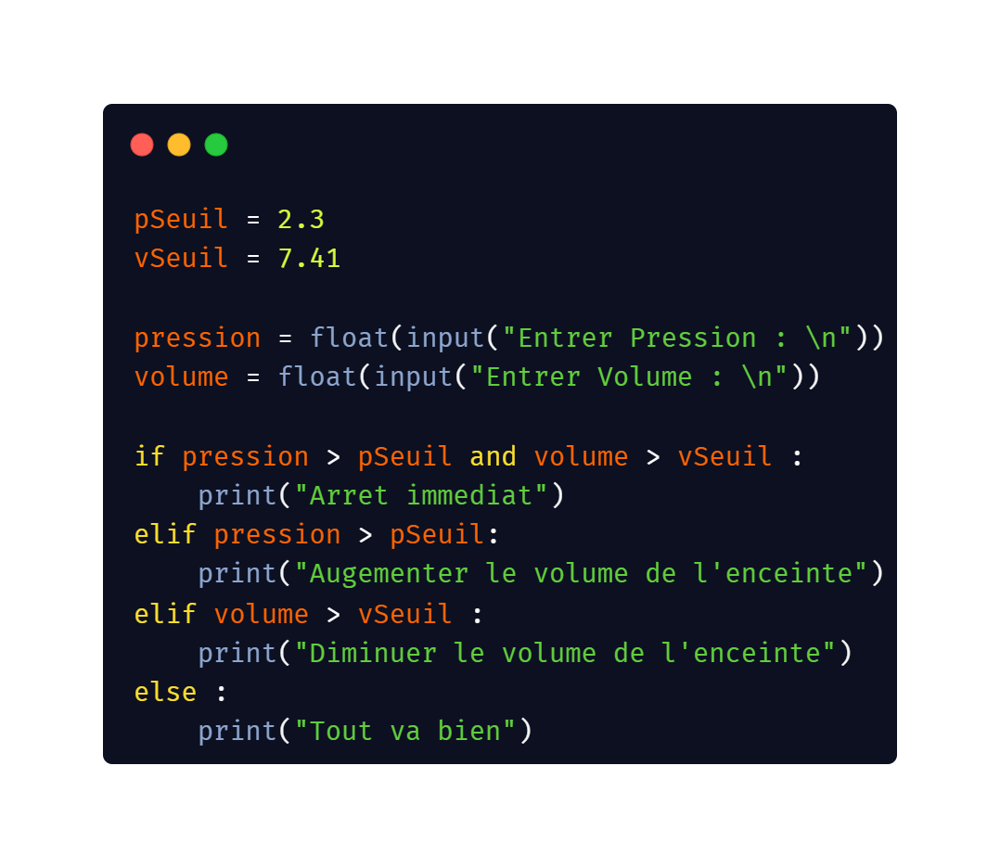 pSeuil = 2.3
vSeuil = 7.41

pression = float(input("Entrer Pression : \n"))
volume = float(input("Entrer Volume : \n"))

if pression > pSeuil and volume > vSeuil :
    print("Arret immediat")
elif pression > pSeuil:
    print("Augementer le volume de l'enceinte")
elif volume > vSeuil :
    print("Diminuer le volume de l'enceinte")
else :
    print("Tout va bien")